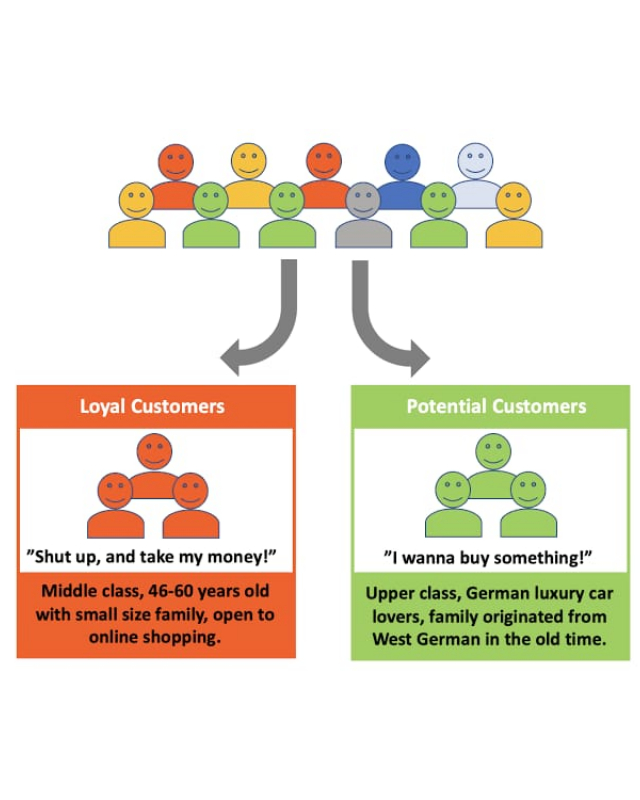 Loyal Customers
”Shut up, and take my money!”
Middle class, 46-60 years old
with small size family, open to
online shopping.
Potential Customers
”I wanna buy something!”
Upper class, German luxury car
lovers, family originated from
West German in the old time.